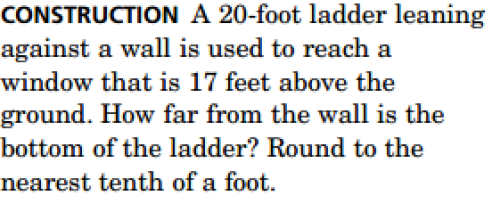 CONSTRUCTION A 20-foot ladder leaning
against a wall is used to reach a
window that is 17 feet above the
ground. How far from the wall is the
bottom of the ladder? Round to the
nearest tenth of a foot.